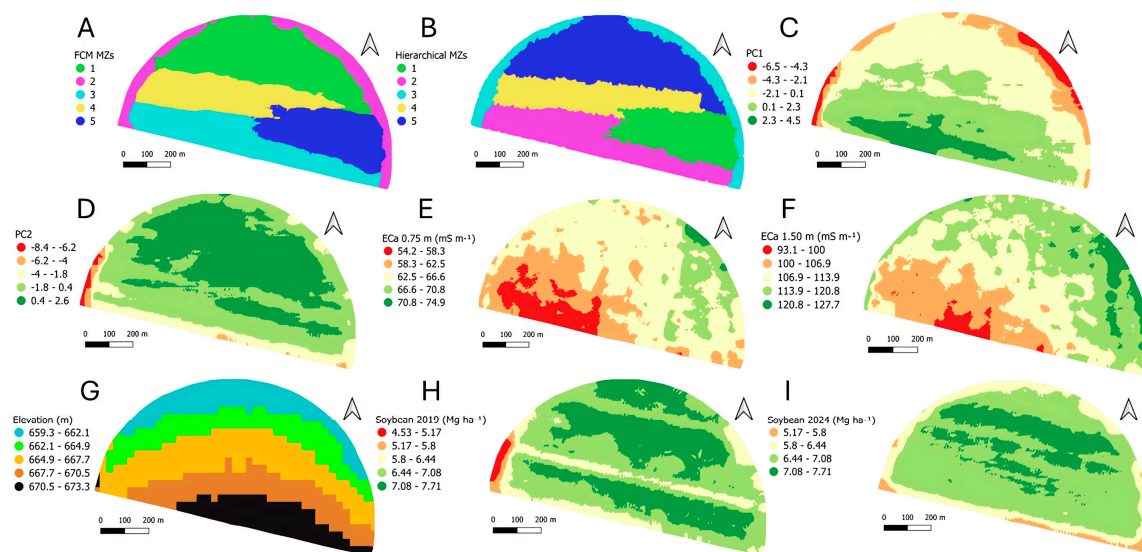 A
FCM MZs
1
2
3
4
5
0 100 200 m
B
Hierarchical MZs
1
2
3
4
5
0 100 200 m
C
PC1
-6.5 - -4.3
-4.3 - -2.1
-2.1 - 0.1
0.1 - 2.3
2.3 - 4.5
0 100 200 m
D
PC2
-8.4 - -6.2
-6.2 - -4
-4 - -1.8
-1.8 - 0.4
0.4 - 2.6
0 100 200 m
E
ECa 0.75 m (mS m⁻¹)
54.2 - 58.3
58.3 - 62.5
62.5 - 66.6
66.6 - 70.8
70.8 - 74.9
0 100 200 m
F
ECa 1.50 m (mS m⁻¹)
93.1 - 100
100 - 106.9
106.9 - 113.9
113.9 - 120.8
120.8 - 127.7
0 100 200 m
G
Elevation (m)
659.3 - 662.1
662.1 - 664.9
664.9 - 667.7
667.7 - 670.5
670.5 - 673.3
0 100 200 m
H
Soybean 2019 (Mg ha⁻¹)
4.53 - 5.17
5.17 - 5.8
5.8 - 6.44
6.44 - 7.08
7.08 - 7.71
0 100 200 m
I
Soybean 2024 (Mg ha⁻¹)
5.17 - 5.8
5.8 - 6.44
6.44 - 7.08
7.08 - 7.71
0 100 200 m